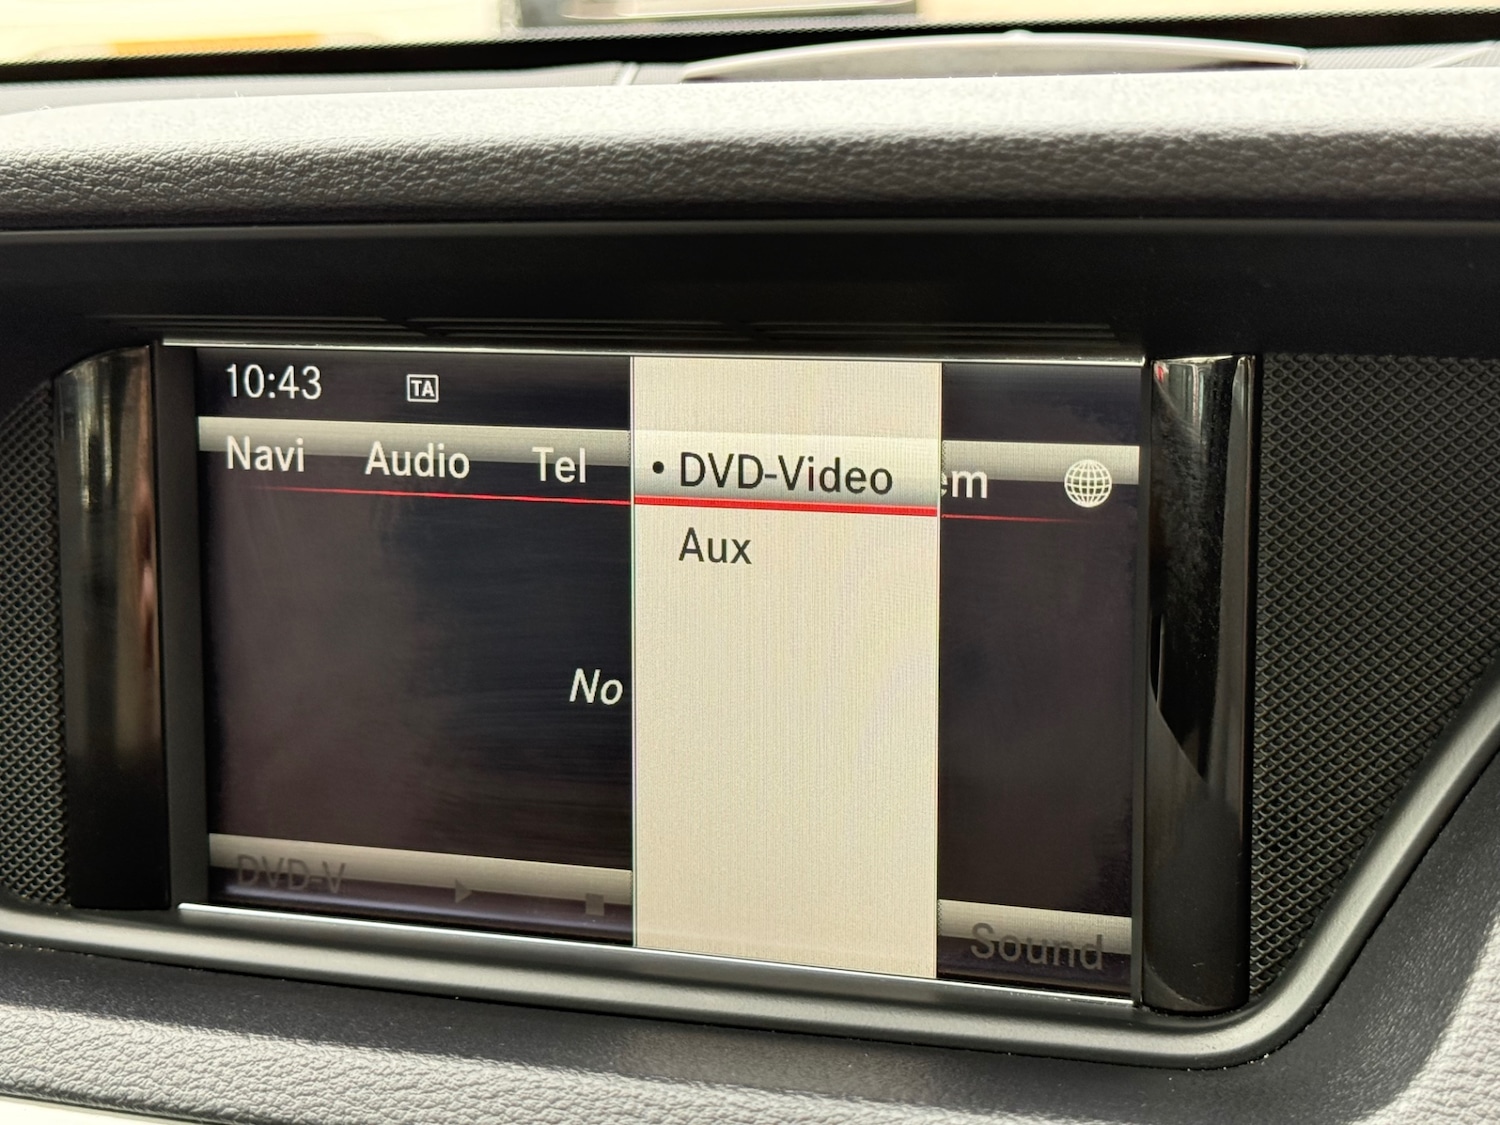 10:43 TA
Navi Audio Tel • DVD-Video em
Aux
No
DVD-V Sound